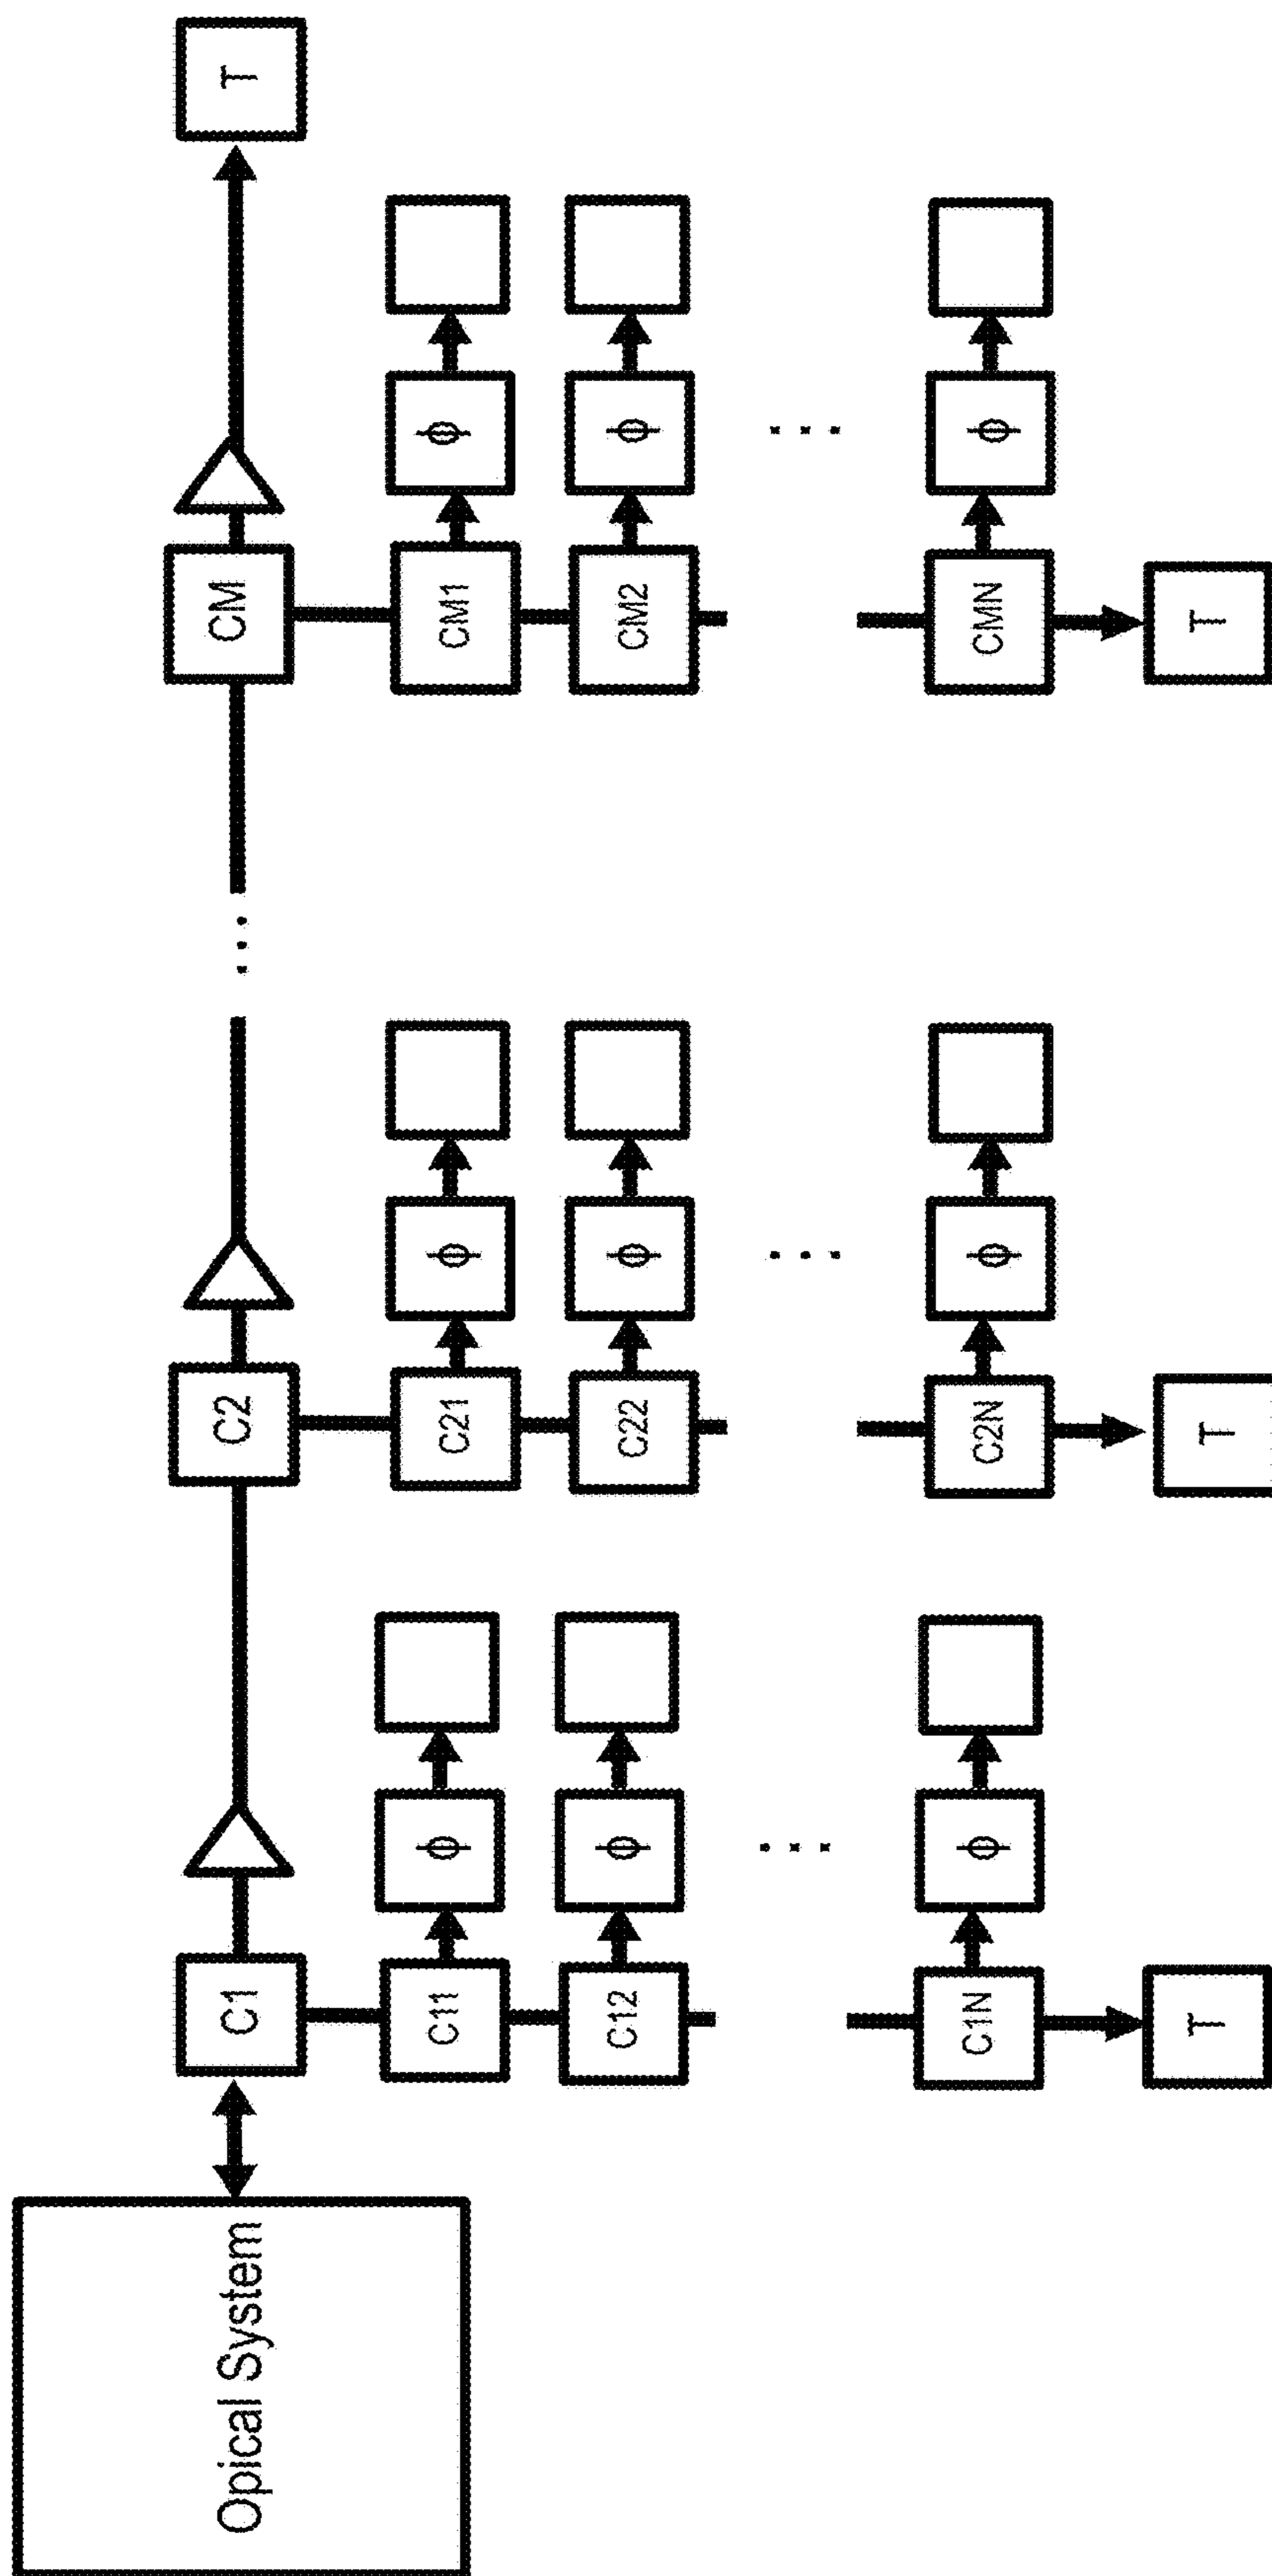 Opical System
C1
C2
...
CM
T
C11
ϕ
C21
ϕ
CM1
ϕ
C12
ϕ
C22
ϕ
CM2
ϕ
...
...
...
C1N
ϕ
C2N
ϕ
CMN
ϕ
T
T
T